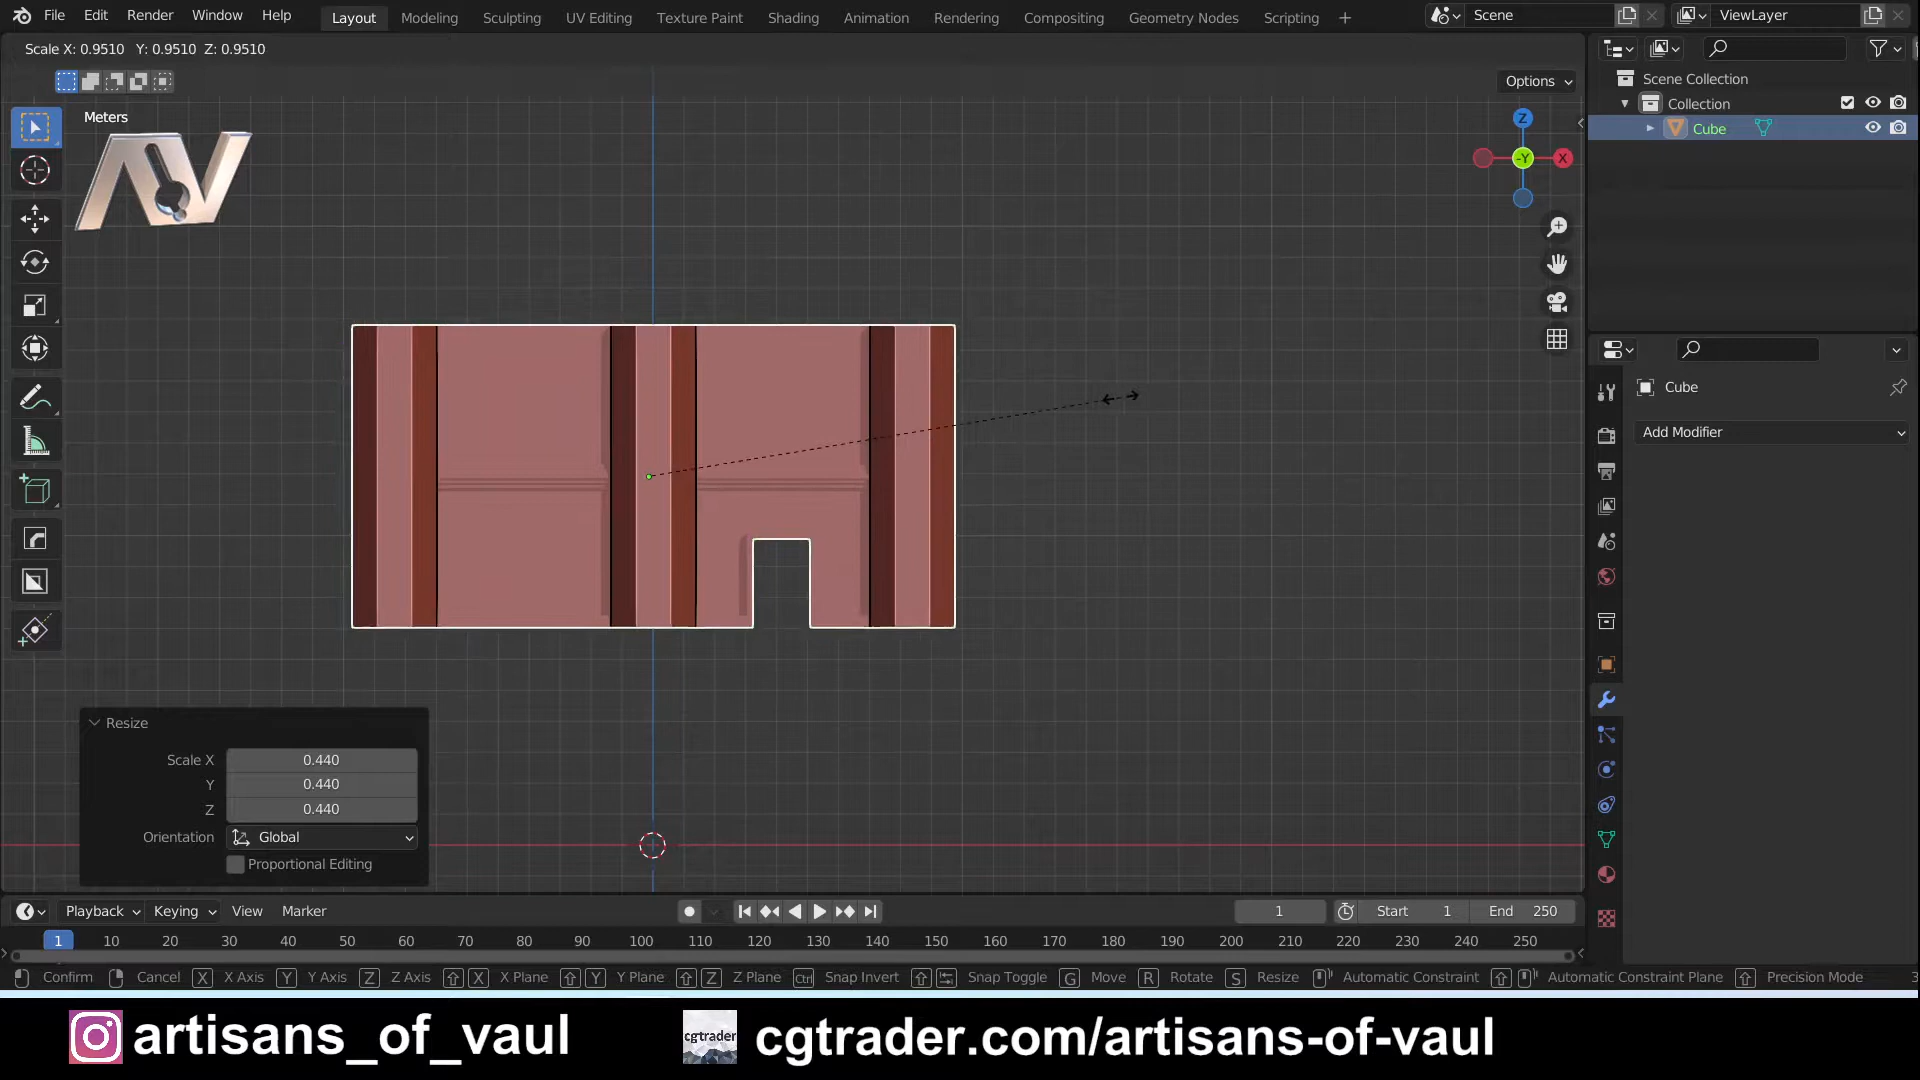 File Edit Render Window Help Layout Modeling Sculpting UV Editing Texture Paint Shading Animation Rendering Compositing Geometry Nodes Scripting + Scene ViewLayer
Scale X: 0.9510 Y: 0.9510 Z: 0.9510
Options
Meters
Z
-Y X
Scene Collection
Collection
Cube
Cube
Add Modifier
Resize
Scale X 0.440
Y 0.440
Z 0.440
Orientation Global
Proportional Editing
Playback Keying View Marker 1 Start 1 End 250
1 10 20 30 40 50 60 70 80 90 100 110 120 130 140 150 160 170 180 190 200 210 220 230 240 250
Confirm Cancel X X Axis Y Y Axis Z Z Axis X X Plane Y Y Plane Z Z Plane Ctrl Snap Invert Snap Toggle G Move R Rotate S Resize Automatic Constraint Automatic Constraint Plane Precision Mode
artisans_of_vaul
cgtrader cgtrader.com/artisans-of-vaul